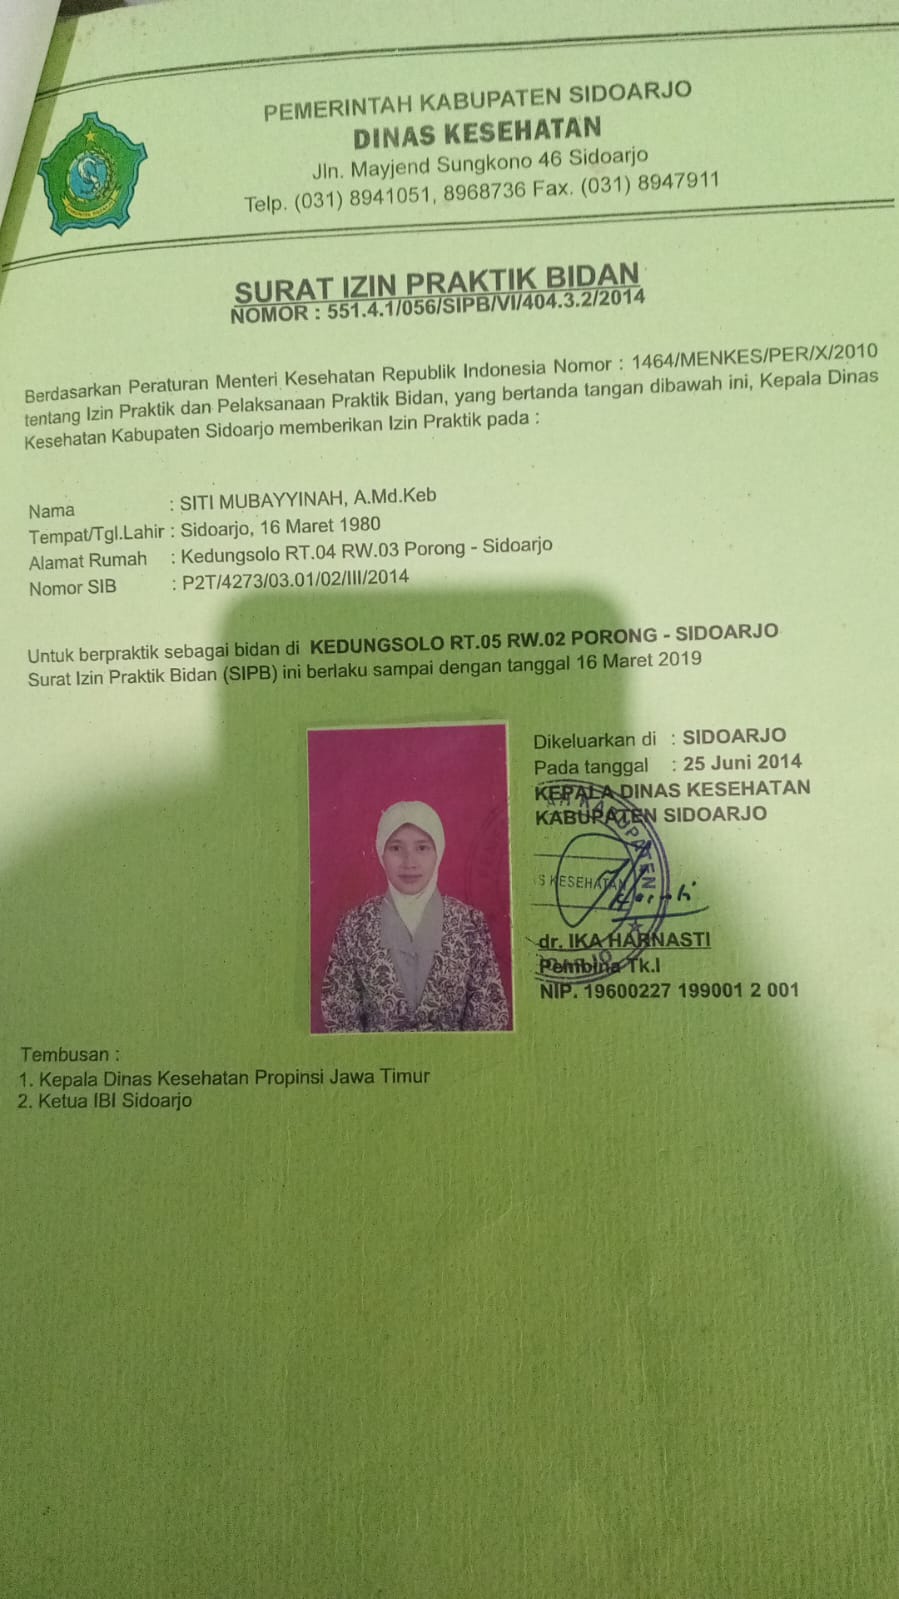 PEMERINTAH KABUPATEN SIDOARJO
DINAS KESEHATAN
Jln. Mayjend Sungkono 46 Sidoarjo
Telp. (031) 8941051, 8968736 Fax. (031) 8947911
SURAT IZIN PRAKTIK BIDAN
NOMOR : 551.4.1/056/SIPB/VI/404.3.2/2014
Berdasarkan Peraturan Menteri Kesehatan Republik Indonesia Nomor : 1464/MENKES/PER/X/2010
tentang Izin Praktik dan Pelaksanaan Praktik Bidan, yang bertanda tangan dibawah ini, Kepala Dinas
Kesehatan Kabupaten Sidoarjo memberikan Izin Praktik pada :
Nama : SITI MUBAYYINAH, A.Md.Keb
Tempat/Tgl.Lahir : Sidoarjo, 16 Maret 1980
Alamat Rumah : Kedungsolo RT.04 RW.03 Porong - Sidoarjo
Nomor SIB : P2T/4273/03.01/02/III/2014
Untuk berpraktik sebagai bidan di KEDUNGSOLO RT.05 RW.02 PORONG - SIDOARJO
Surat Izin Praktik Bidan (SIPB) ini berlaku sampai dengan tanggal 16 Maret 2019
Dikeluarkan di : SIDOARJO
Pada tanggal : 25 Juni 2014
KEPALA DINAS KESEHATAN
KABUPATEN SIDOARJO
KABUPATEN
S KESEHATAN
dr. IKA HARNASTI
Pembina Tk.I
NIP. 19600227 199001 2 001
Tembusan :
1. Kepala Dinas Kesehatan Propinsi Jawa Timur
2. Ketua IBI Sidoarjo